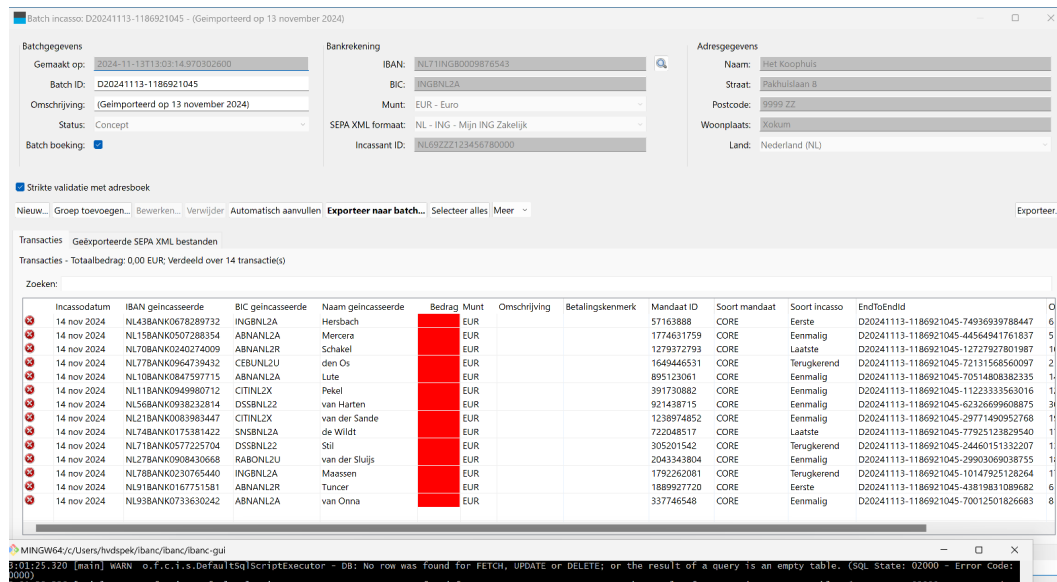 Batch incasso: D20241113-1186921045 - (Geimporteerd op 13 november 2024)
Batchgegevens
Bankrekening
Adresgegevens
Gemaakt op: 2024-11-13T13:03:14.970302600
IBAN: NL71INGB0009876543
Naam: Het Koophuis
Batch ID: D20241113-1186921045
BIC: INGBNL2A
Straat: Pakhuislaan 8
Omschrijving: (Geimporteerd op 13 november 2024)
Munt: EUR - Euro
Postcode: 9999 ZZ
Status: Concept
SEPA XML formaat: NL - ING - Mijn ING Zakelijk
Woonplaats: Xokum
Batch boeking:
Incassant ID: NL69ZZZ123456780000
Land: Nederland (NL)
Strikte validatie met adresboek
Nieuw... Groep toevoegen... Bewerken... Verwijder Automatisch aanvullen Exporteer naar batch... Selecteer alles Meer Exporteer.
Transacties Geëxporteerde SEPA XML bestanden
Transacties - Totaalbedrag: 0,00 EUR; Verdeeld over 14 transactie(s)
Zoeken:
Incassodatum IBAN geincasseerde BIC geincasseerde Naam geincasseerde Bedrag Munt Omschrijving Betalingskenmerk Mandaat ID Soort mandaat Soort incasso EndToEndId
14 nov 2024 NL43BANK0678289732 INGBNL2A Hersbach EUR 57163888 CORE Eerste D20241113-1186921045-74936939788447 6
14 nov 2024 NL15BANK0507288354 ABNANL2A Mercera EUR 1774631759 CORE Eenmalig D20241113-1186921045-44564941761837 5
14 nov 2024 NL70BANK0240274009 ABNANL2R Schakel EUR 1279372793 CORE Laatste D20241113-1186921045-12727927801987
14 nov 2024 NL77BANK0964739432 CEBUNL2U den Os EUR 1649446531 CORE Terugkerend D20241113-1186921045-72131568560097 2
14 nov 2024 NL10BANK0847597715 ABNANL2A Lute EUR 895123061 CORE Eenmalig D20241113-1186921045-70514808382335
14 nov 2024 NL11BANK0949980712 CITINL2X Pekel EUR 391730882 CORE Eenmalig D20241113-1186921045-11223333563016
14 nov 2024 NL56BANK0938232814 DSSBNL22 van Harten EUR 921438715 CORE Eenmalig D20241113-1186921045-62326699608875
14 nov 2024 NL21BANK0083983447 CITINL2X van der Sande EUR 1238974852 CORE Eenmalig D20241113-1186921045-29771490952768
14 nov 2024 NL74BANK0175381422 SNSBNL2A de Wildt EUR 722048517 CORE Laatste D20241113-1186921045-77925123829540
14 nov 2024 NL71BANK0577225704 DSSBNL22 Stil EUR 305201542 CORE Terugkerend D20241113-1186921045-24460151332207
14 nov 2024 NL27BANK0908430668 RABONL2U van der Sluijs EUR 2043343804 CORE Eenmalig D20241113-1186921045-29903069038755
14 nov 2024 NL78BANK0230765440 INGBNL2A Maassen EUR 1792262081 CORE Terugkerend D20241113-1186921045-10147925128264
14 nov 2024 NL91BANK0167751581 ABNANL2R Tuncer EUR 1889927720 CORE Eerste D20241113-1186921045-43819831089682 6
14 nov 2024 NL93BANK0733630242 ABNANL2A van Onna EUR 337746548 CORE Eenmalig D20241113-1186921045-70012501826683 8
MINGW64:/c/Users/hvdspek/ibanc/ibanc/ibanc-gui
3:01:25.320 [main] WARN o.f.c.i.s.DefaultSqlScriptExecutor - DB: No row was found for FETCH, UPDATE or DELETE; or the result of a query is an empty table. (SQL State: 02000 - Error Code:
0000)